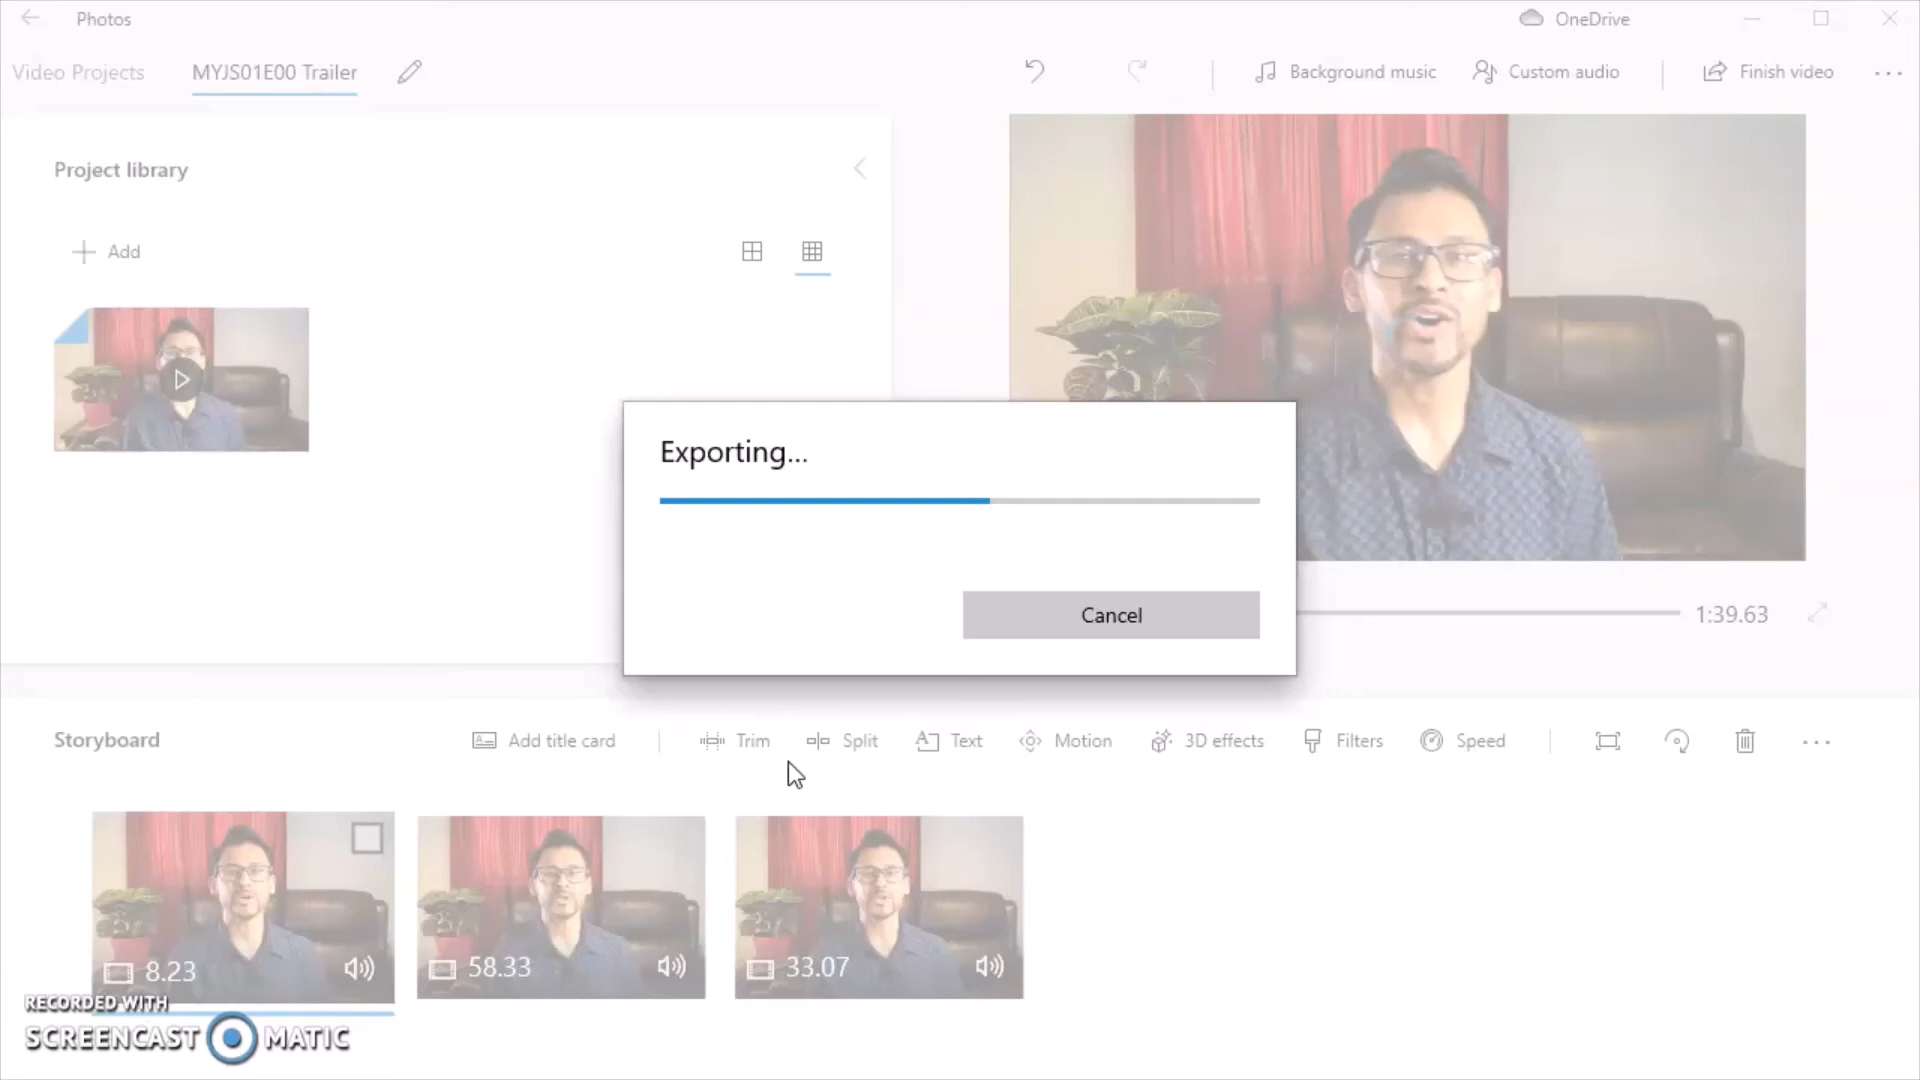 Photos
OneDrive
Video Projects
MYJS01E00 Trailer
Background music
Custom audio
Finish video
Project library
Add
Exporting...
Cancel
1:39.63
Storyboard
Add title card
Trim
Split
Text
Motion
3D effects
Filters
Speed
8.23
58.33
33.07
RECORDED WITH
SCREENCAST MATIC